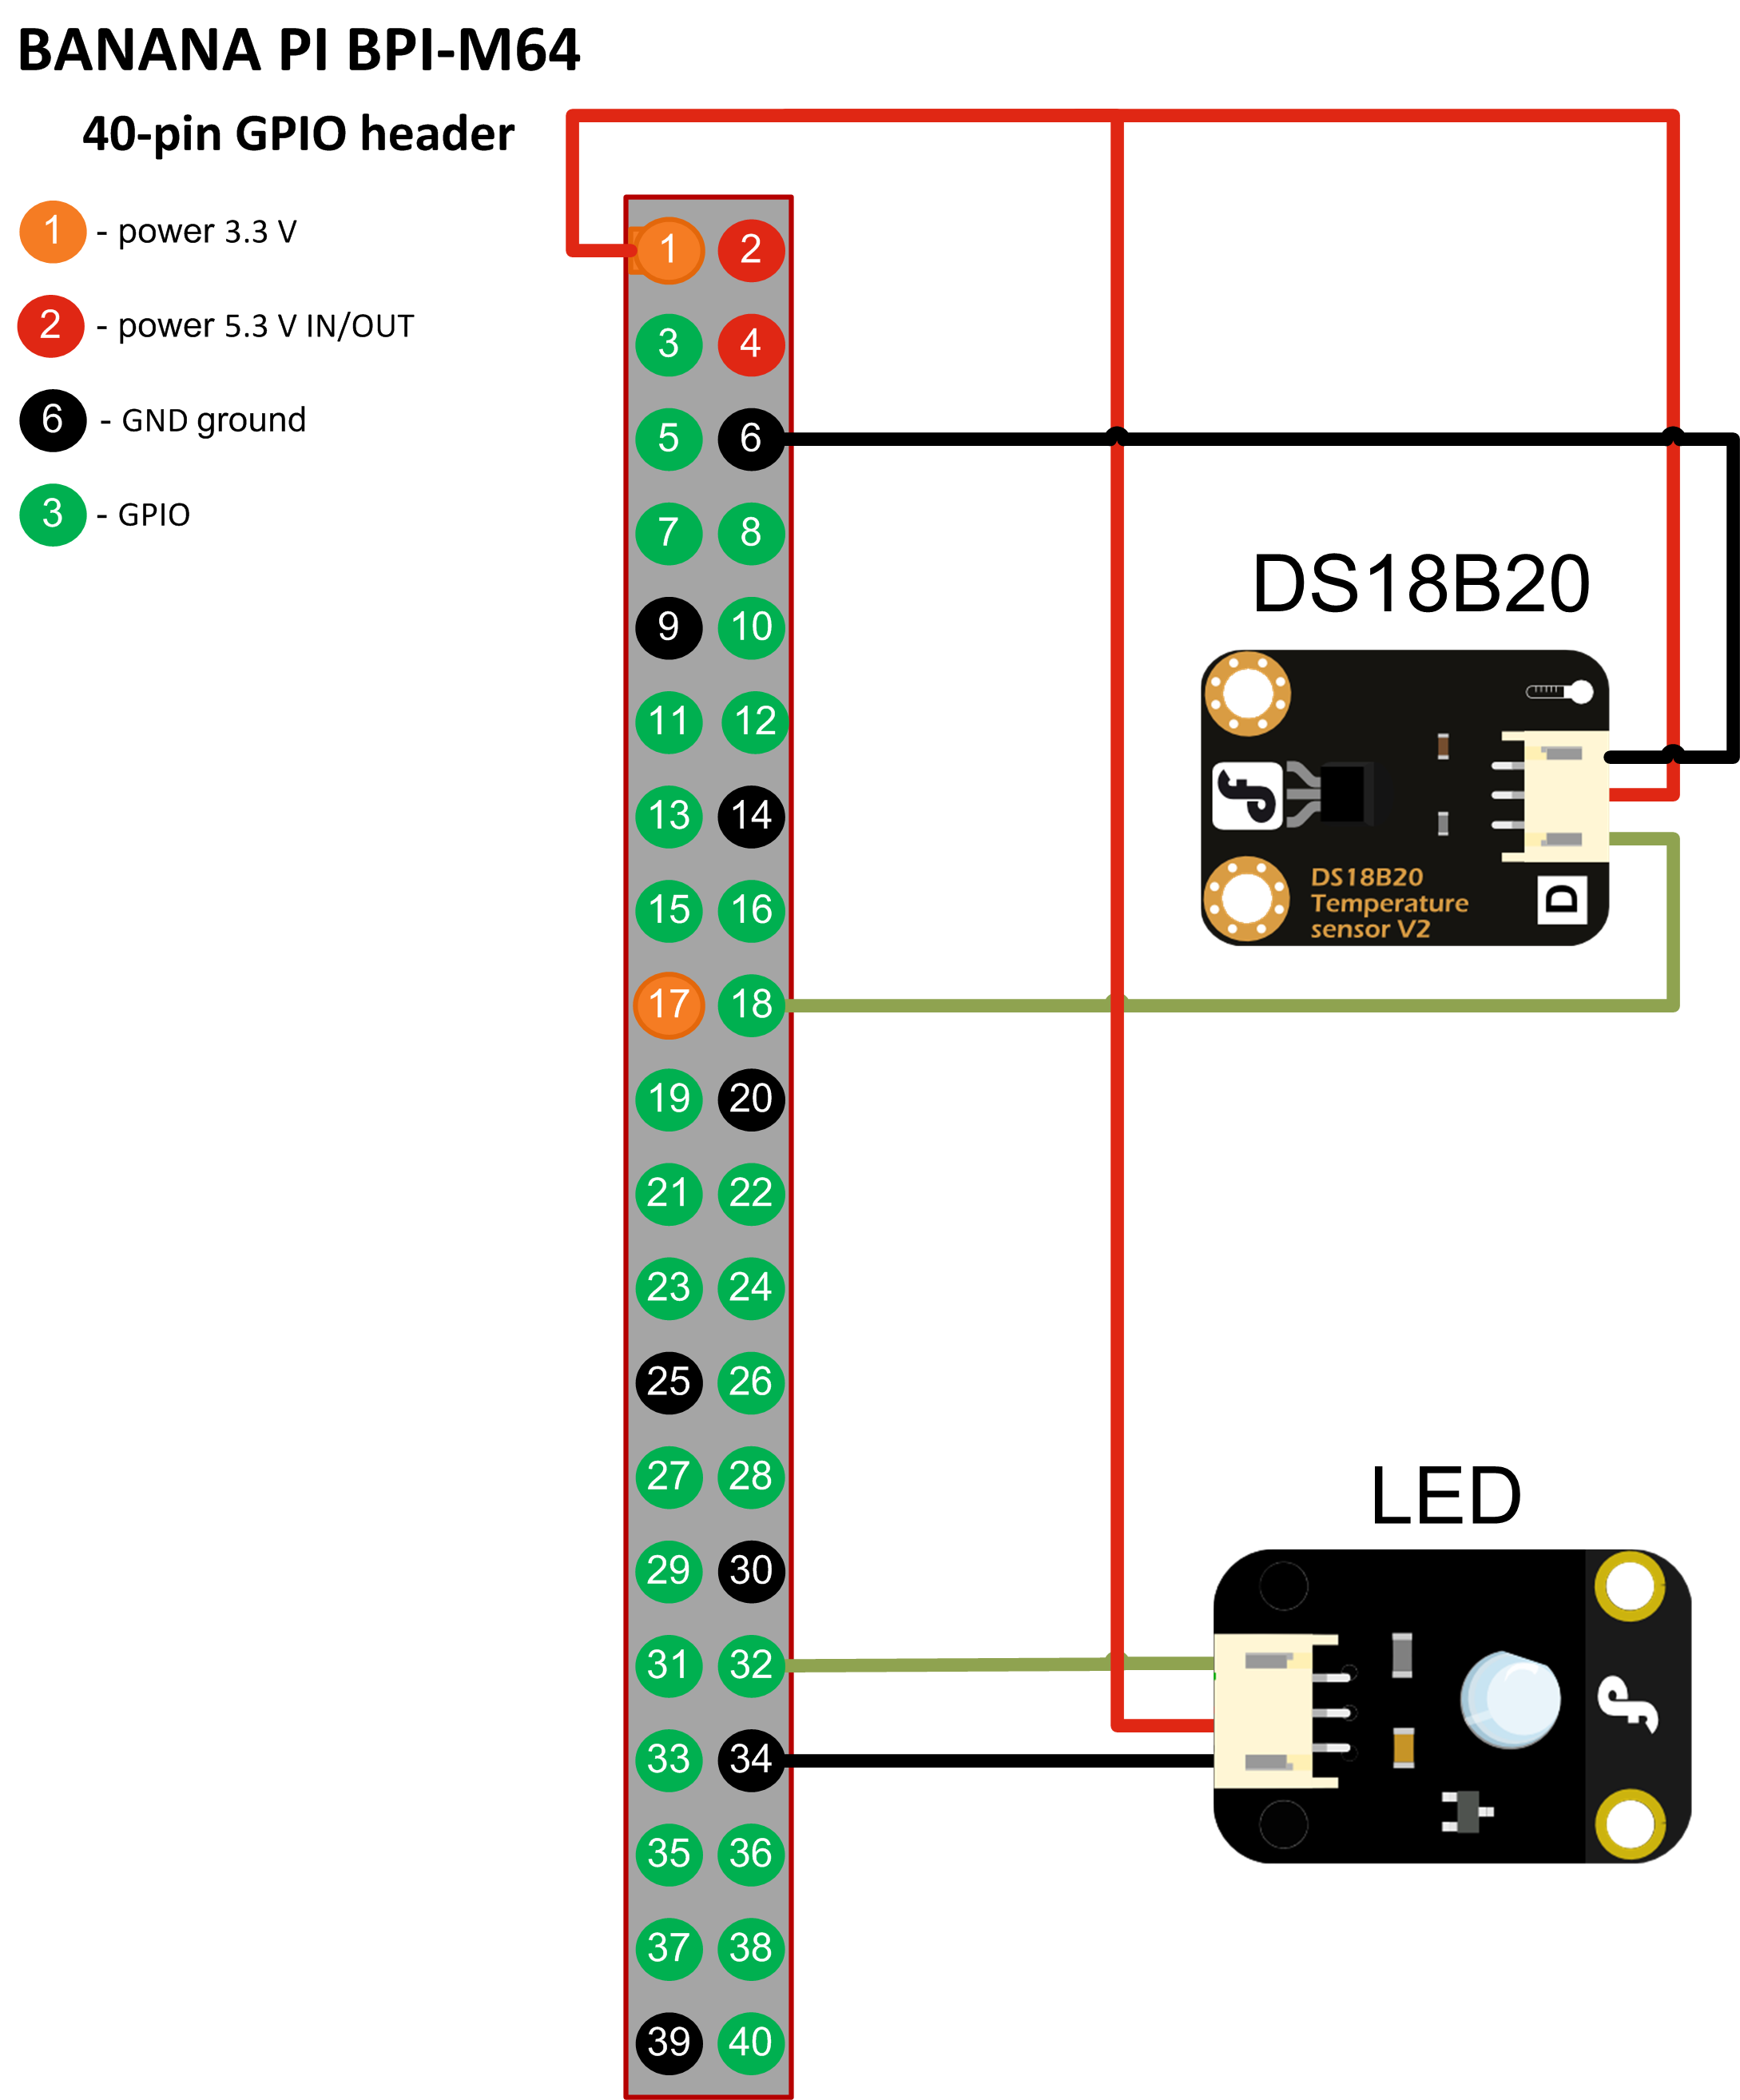 BANANA PI BPI-M64
40-pin GPIO header
1 - power 3.3 V
2 - power 5.3 V IN/OUT
6 - GND ground
3 - GPIO
1 2
3 4
5 6
7 8
9 10
11 12
13 14
15 16
17 18
19 20
21 22
23 24
25 26
27 28
29 30
31 32
33 34
35 36
37 38
39 40
DS18B20
DS18B20
Temperature
sensor V2
D
LED